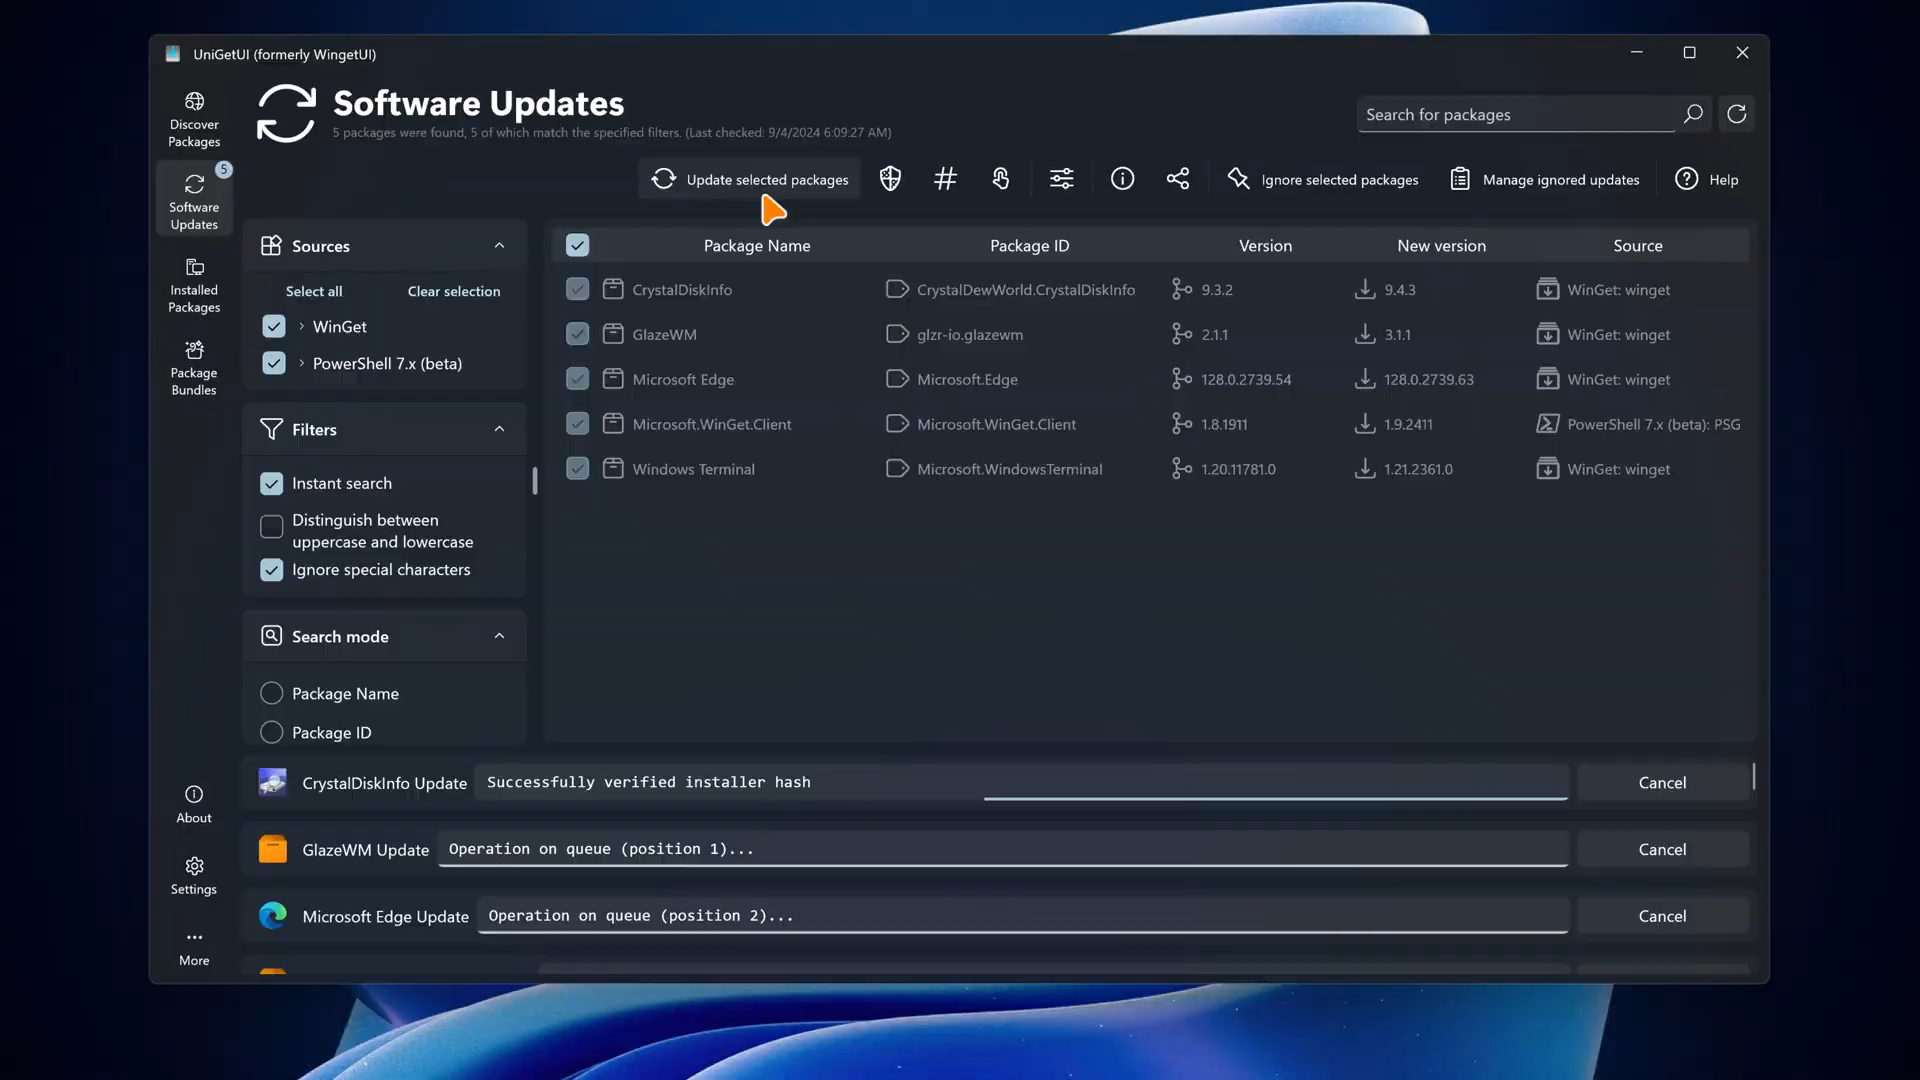 UniGetUI (formerly WingetUI)
Discover
Packages
5
Software
Updates
Installed
Packages
Package
Bundles
About
Settings
More
Software Updates
5 packages were found, 5 of which match the specified filters. (Last checked: 9/4/2024 6:09:27 AM)
Search for packages
Update selected packages
Ignore selected packages
Manage ignored updates
Help
Sources
Select all Clear selection
WinGet
PowerShell 7.x (beta)
Filters
Instant search
Distinguish between
uppercase and lowercase
Ignore special characters
Search mode
Package Name
Package ID
Package Name Package ID Version New version Source
CrystalDiskInfo CrystalDewWorld.CrystalDiskInfo 9.3.2 9.4.3 WinGet: winget
GlazeWM glzr-io.glazewm 2.1.1 3.1.1 WinGet: winget
Microsoft Edge Microsoft.Edge 128.0.2739.54 128.0.2739.63 WinGet: winget
Microsoft.WinGet.Client Microsoft.WinGet.Client 1.8.1911 1.9.2411 PowerShell 7.x (beta): PSG
Windows Terminal Microsoft.WindowsTerminal 1.20.11781.0 1.21.2361.0 WinGet: winget
CrystalDiskInfo Update Successfully verified installer hash Cancel
GlazeWM Update Operation on queue (position 1)... Cancel
Microsoft Edge Update Operation on queue (position 2)... Cancel